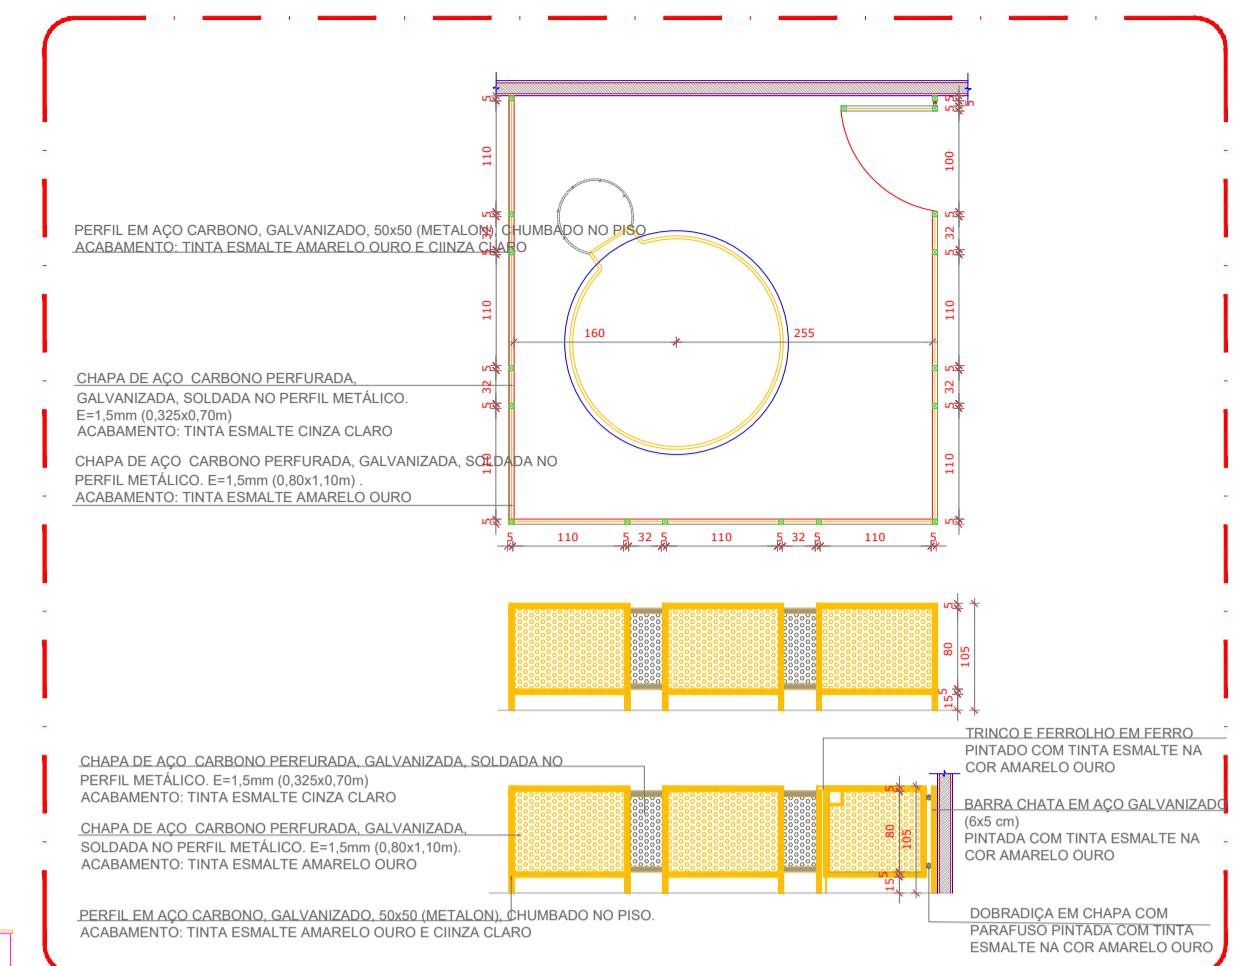 5
5
5
5
110
100
5
32
5
5
32
5
PERFIL EM AÇO CARBONO, GALVANIZADO, 50x50 (METALON), CHUMBADO NO PISO
ACABAMENTO: TINTA ESMALTE AMARELO OURO E CIINZA CLARO
110
110
160
255
5
32
5
5
32
5
CHAPA DE AÇO CARBONO PERFURADA,
GALVANIZADA, SOLDADA NO PERFIL METÁLICO.
E=1,5mm (0,325x0,70m)
ACABAMENTO: TINTA ESMALTE CINZA CLARO
CHAPA DE AÇO CARBONO PERFURADA, GALVANIZADA, SOLDADA NO
PERFIL METÁLICO. E=1,5mm (0,80x1,10m) .
ACABAMENTO: TINTA ESMALTE AMARELO OURO
110
110
5
5
5 110 5 32 5 110 5 32 5 110 5
5
80
105
5
15
CHAPA DE AÇO CARBONO PERFURADA, GALVANIZADA, SOLDADA NO
PERFIL METÁLICO. E=1,5mm (0,325x0,70m)
ACABAMENTO: TINTA ESMALTE CINZA CLARO
CHAPA DE AÇO CARBONO PERFURADA, GALVANIZADA,
SOLDADA NO PERFIL METÁLICO. E=1,5mm (0,80x1,10m).
ACABAMENTO: TINTA ESMALTE AMARELO OURO
PERFIL EM AÇO CARBONO, GALVANIZADO, 50x50 (METALON), CHUMBADO NO PISO.
ACABAMENTO: TINTA ESMALTE AMARELO OURO E CIINZA CLARO
5
80
105
5
15
TRINCO E FERROLHO EM FERRO
PINTADO COM TINTA ESMALTE NA
COR AMARELO OURO
BARRA CHATA EM AÇO GALVANIZADO
(6x5 cm)
PINTADA COM TINTA ESMALTE NA
COR AMARELO OURO
DOBRADIÇA EM CHAPA COM
PARAFUSO PINTADA COM TINTA
ESMALTE NA COR AMARELO OURO